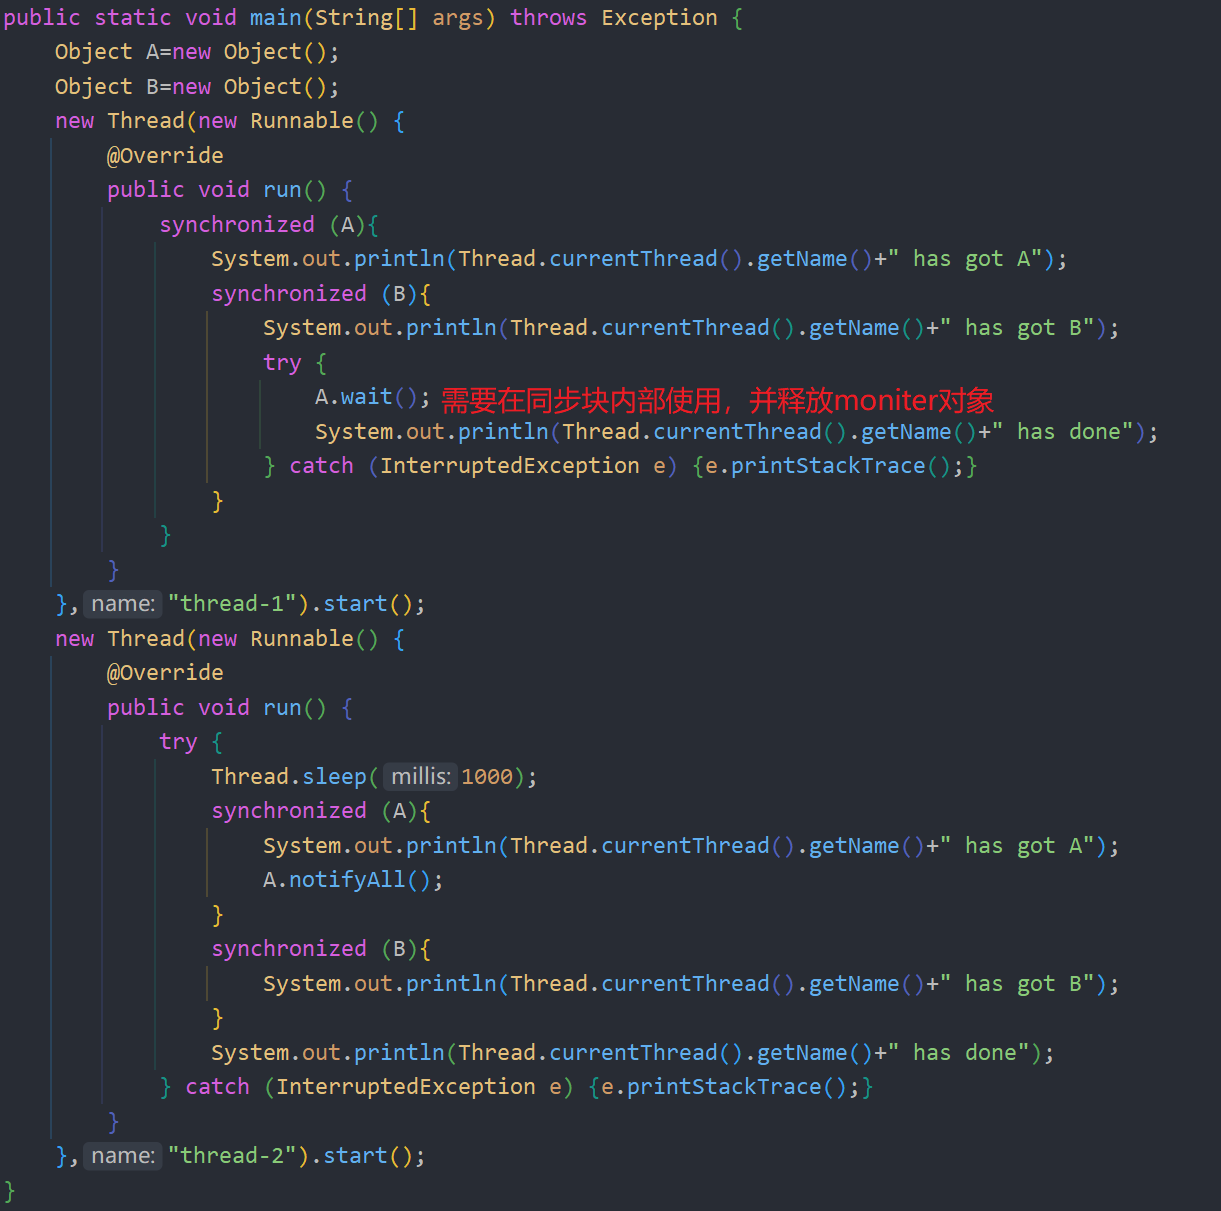 public static void main(String[] args) throws Exception {
    Object A=new Object();
    Object B=new Object();
    new Thread(new Runnable() {
        @Override
        public void run() {
            synchronized (A){
                System.out.println(Thread.currentThread().getName()+" has got A");
                synchronized (B){
                    System.out.println(Thread.currentThread().getName()+" has got B");
                    try {
                        A.wait(); 需要在同步块内部使用，并释放moniter对象
                        System.out.println(Thread.currentThread().getName()+" has done");
                    } catch (InterruptedException e) {e.printStackTrace();}
                }
            }
        }
    }, name: "thread-1").start();
    new Thread(new Runnable() {
        @Override
        public void run() {
            try {
                Thread.sleep( millis: 1000);
                synchronized (A){
                    System.out.println(Thread.currentThread().getName()+" has got A");
                    A.notifyAll();
                }
                synchronized (B){
                    System.out.println(Thread.currentThread().getName()+" has got B");
                }
                System.out.println(Thread.currentThread().getName()+" has done");
            } catch (InterruptedException e) {e.printStackTrace();}
        }
    }, name: "thread-2").start();
}